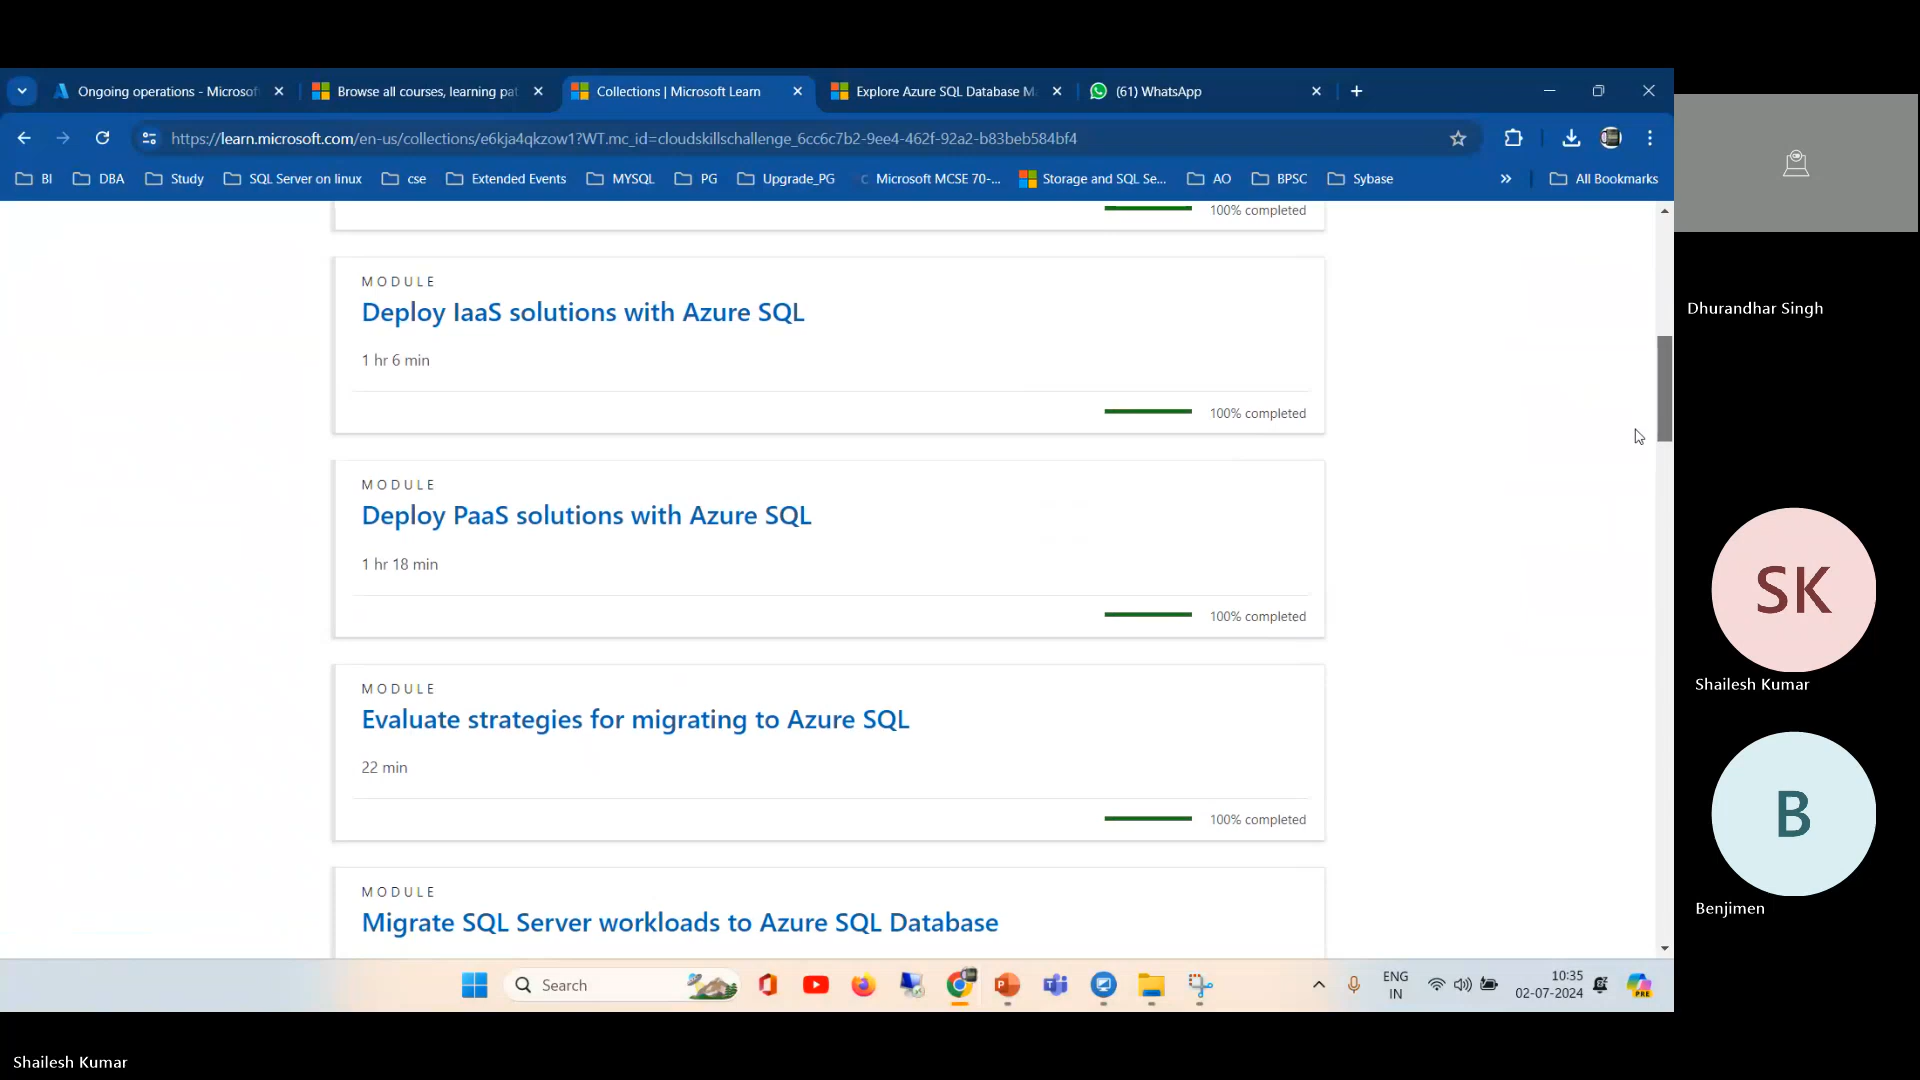 Ongoing operations - Microsof
Browse all courses, learning pat
Collections | Microsoft Learn
Explore Azure SQL Database M
(61) WhatsApp
https://learn.microsoft.com/en-us/collections/e6kja4qkzow1?WT.mc_id=cloudskillschallenge_6cc6c7b2-9ee4-462f-92a2-b83beb584bf4
BI
DBA
Study
SQL Server on linux
cse
Extended Events
MYSQL
PG
Upgrade_PG
Microsoft MCSE 70-...
Storage and SQL Se...
AO
BPSC
Sybase
All Bookmarks
100% completed
MODULE
Deploy IaaS solutions with Azure SQL
1 hr 6 min
100% completed
MODULE
Deploy PaaS solutions with Azure SQL
1 hr 18 min
100% completed
MODULE
Evaluate strategies for migrating to Azure SQL
22 min
100% completed
MODULE
Migrate SQL Server workloads to Azure SQL Database
Search
ENG
IN
10:35
02-07-2024
PRE
Dhurandhar Singh
SK
Shailesh Kumar
B
Benjimen
Shailesh Kumar